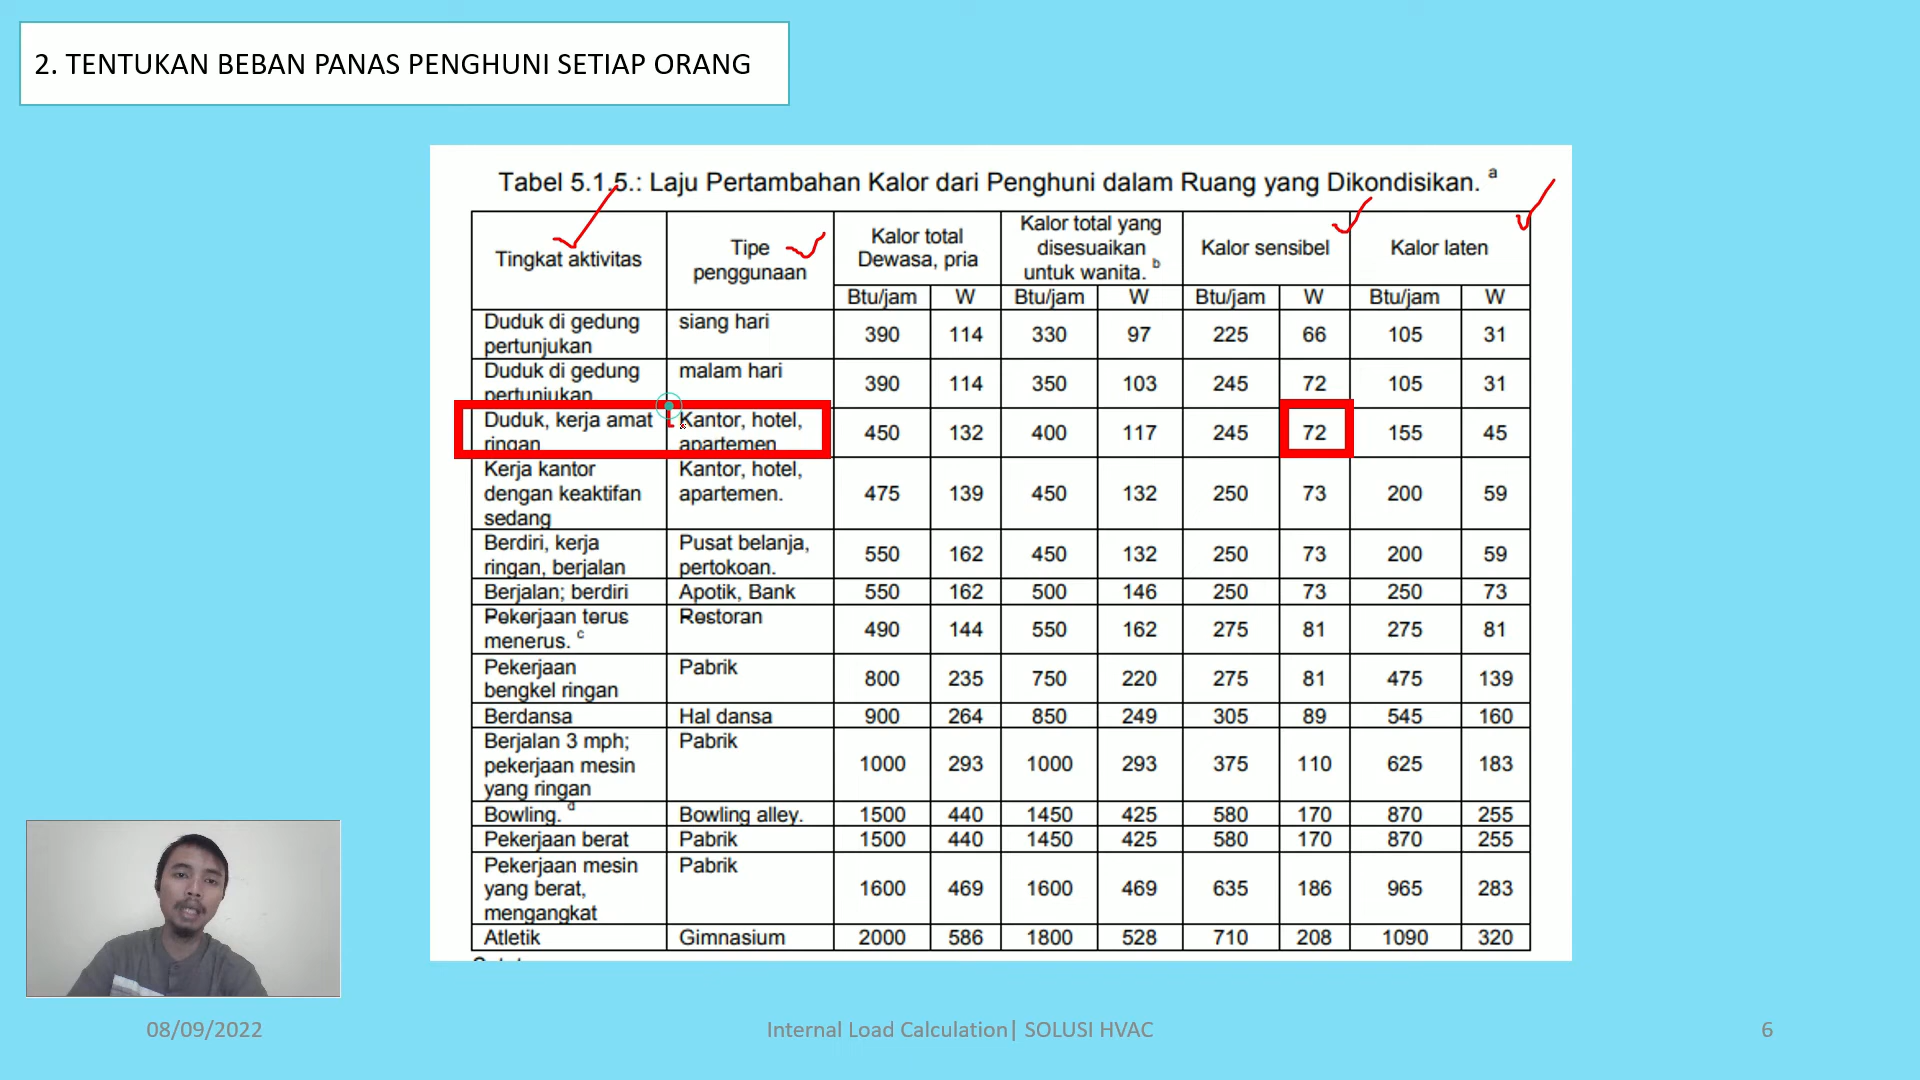 2. TENTUKAN BEBAN PANAS PENGHUNI SETIAP ORANG
Tabel 5.1.5.: Laju Pertambahan Kalor dari Penghuni dalam Ruang yang Dikondisikan. a
Tingkat aktivitas
Tipe
penggunaan
Kalor total
Dewasa, pria
Kalor total yang
disesuaikan
untuk wanita. b
Kalor sensibel
Kalor laten
Btu/jam W Btu/jam W Btu/jam W Btu/jam W
Duduk di gedung
pertunjukan
siang hari
390 114 330 97 225 66 105 31
Duduk di gedung
pertunjukan
malam hari
390 114 350 103 245 72 105 31
Duduk, kerja amat
ringan
Kantor, hotel,
apartemen
450 132 400 117 245 72 155 45
Kerja kantor
dengan keaktifan
sedang
Kantor, hotel,
apartemen.
475 139 450 132 250 73 200 59
Berdiri, kerja
ringan, berjalan
Pusat belanja,
pertokoan.
550 162 450 132 250 73 200 59
Berjalan; berdiri Apotik, Bank 550 162 500 146 250 73 250 73
Pekerjaan terus
menerus. c
Restoran
490 144 550 162 275 81 275 81
Pekerjaan
bengkel ringan
Pabrik
800 235 750 220 275 81 475 139
Berdansa Hal dansa 900 264 850 249 305 89 545 160
Berjalan 3 mph;
pekerjaan mesin
yang ringan
Pabrik
1000 293 1000 293 375 110 625 183
Bowling. d Bowling alley. 1500 440 1450 425 580 170 870 255
Pekerjaan berat Pabrik 1500 440 1450 425 580 170 870 255
Pekerjaan mesin
yang berat,
mengangkat
Pabrik
1600 469 1600 469 635 186 965 283
Atletik Gimnasium 2000 586 1800 528 710 208 1090 320
08/09/2022
Internal Load Calculation| SOLUSI HVAC
6